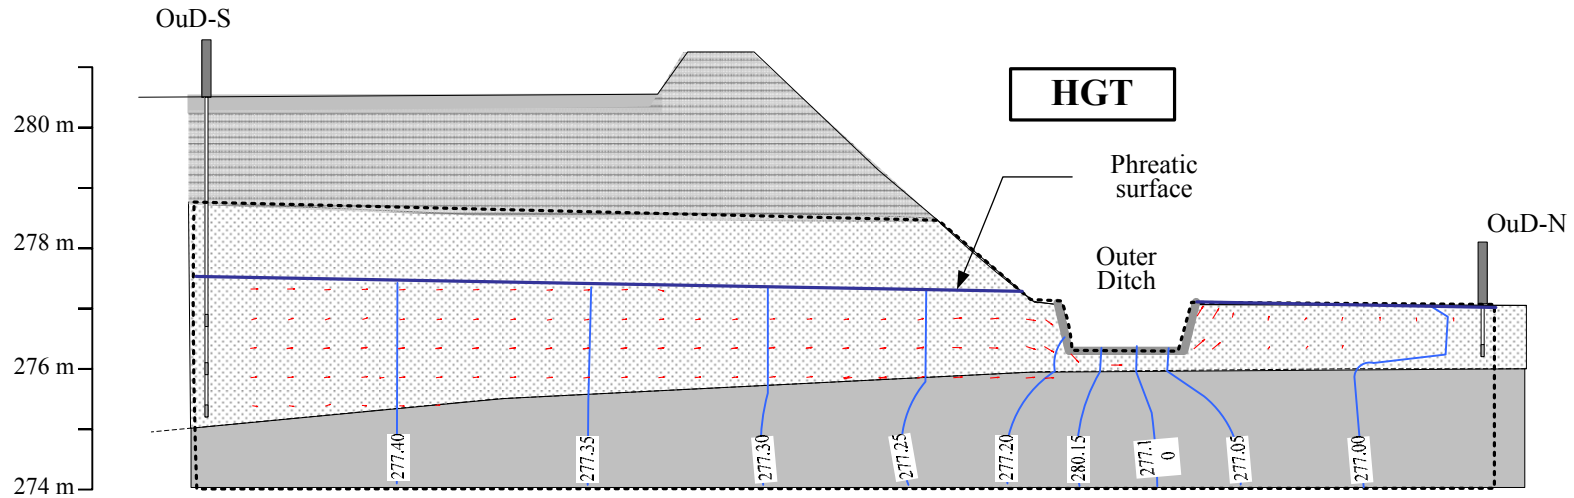 OuD-S
HGT
280 m
Phreatic
surface
278 m
OuD-N
Outer
Ditch
276 m
277.40
277.35
277.30
277.25
277.20
280.15
277.1
0
277.05
277.00
274 m